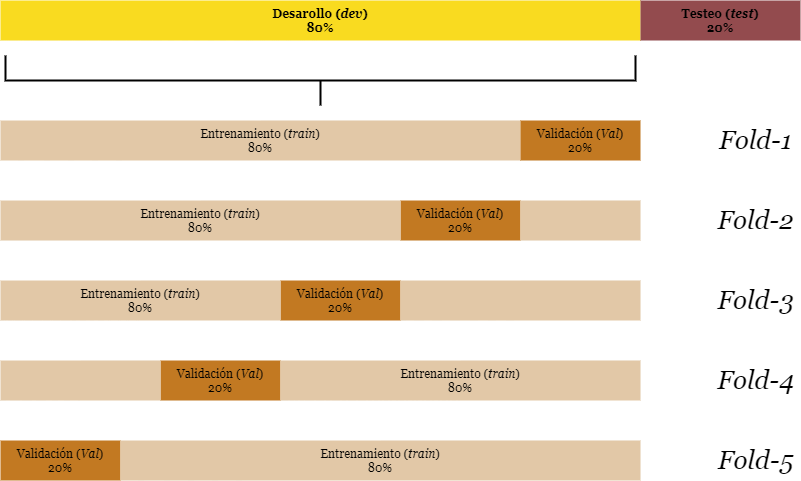 Desarollo (dev)
80%
Testeo (test)
20%
Entrenamiento (train)
80%
Validación (Val)
20%
Fold-1
Entrenamiento (train)
80%
Validación (Val)
20%
Fold-2
Entrenamiento (train)
80%
Validación (Val)
20%
Fold-3
Validación (Val)
20%
Entrenamiento (train)
80%
Fold-4
Validación (Val)
20%
Entrenamiento (train)
80%
Fold-5